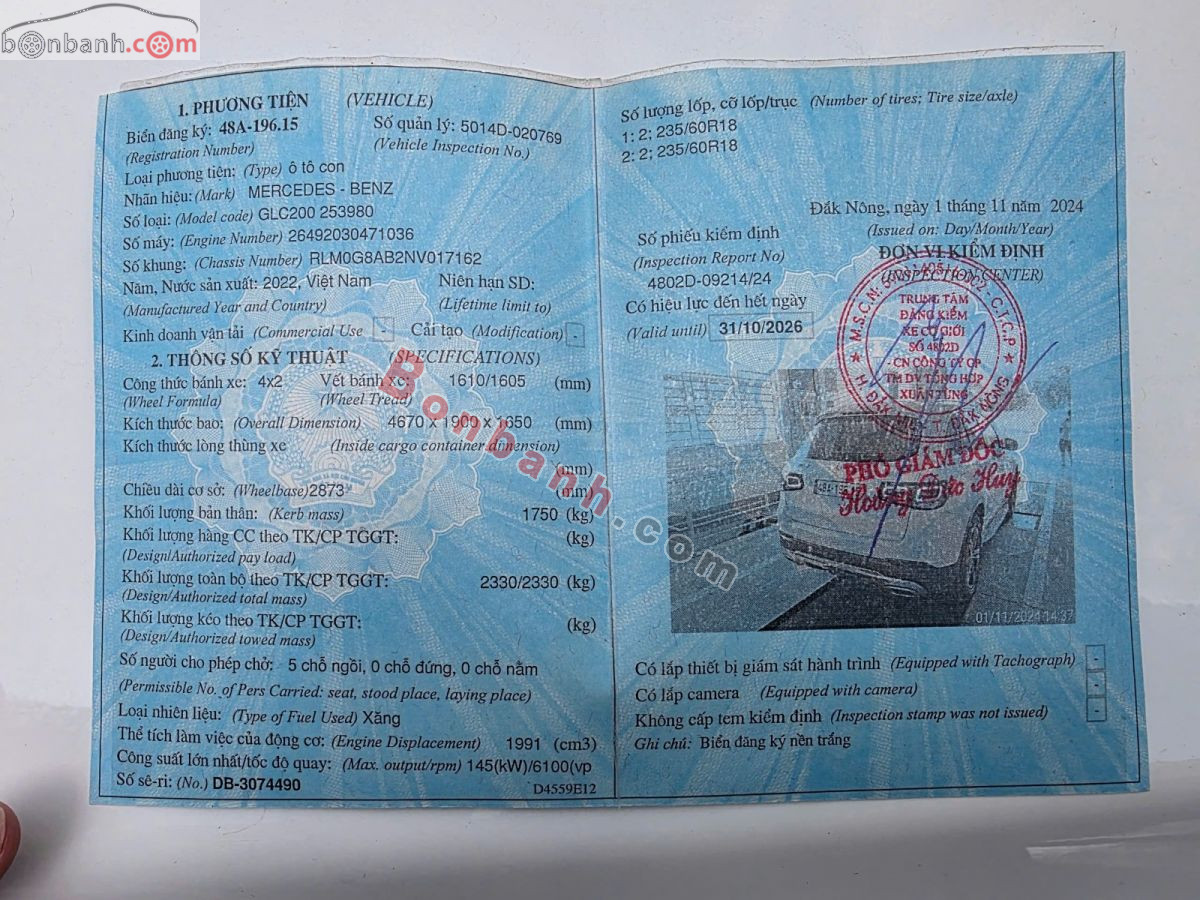 bonbanh.com
1. PHƯƠNG TIỆN (VEHICLE)
Biển đăng ký: 48A-196.15 Số quản lý: 5014D-020769
(Registration Number) (Vehicle Inspection No.)
Loại phương tiện: (Type) ô tô con
Nhãn hiệu: (Mark) MERCEDES - BENZ
Số loại: (Model code) GLC200 253980
Số máy: (Engine Number) 26492030471036
Số khung: (Chassis Number) RLM0G8AB2NV017162
Năm, Nước sản xuất: 2022, Việt Nam Niên hạn SD:
(Manufactured Year and Country) (Lifetime limit to)
Kinh doanh vận tải (Commercial Use - Cải tạo (Modification) -
2. THÔNG SỐ KỸ THUẬT (SPECIFICATIONS)
Công thức bánh xe: 4x2 Vết bánh xe: 1610/1605 (mm)
(Wheel Formula) (Wheel Tread)
Kích thước bao: (Overall Dimension) 4670 x 1900 x 1650 (mm)
Kích thước lòng thùng xe (Inside cargo container dimension)
(mm)
Chiều dài cơ sở: (Wheelbase) 2873 (mm)
Khối lượng bản thân: (Kerb mass) 1750 (kg)
Khối lượng hàng CC theo TK/CP TGGT: (kg)
(Design/Authorized pay load)
Khối lượng toàn bộ theo TK/CP TGGT: 2330/2330 (kg)
(Design/Authorized total mass)
Khối lượng kéo theo TK/CP TGGT: (kg)
(Design/Authorized towed mass)
Số người cho phép chở: 5 chỗ ngồi, 0 chỗ đứng, 0 chỗ nằm
(Permissible No. of Pers Carried: seat, stood place, laying place)
Loại nhiên liệu: (Type of Fuel Used) Xăng
Thể tích làm việc của động cơ: (Engine Displacement) 1991 (cm3)
Công suất lớn nhất/tốc độ quay: (Max. output/rpm) 145(kW)/6100(vp
Số sê-ri: (No.) DB-3074490 D4559E12
Số lượng lốp, cỡ lốp/trục (Number of tires; Tire size/axle)
1: 2; 235/60R18
2: 2; 235/60R18
Đắk Nông, ngày 1 tháng 11 năm 2024
(Issued on: Day/Month/Year)
Số phiếu kiểm định ĐƠN VỊ KIỂM ĐỊNH
(Inspection Report No) (INSPECTION CENTER)
4802D-09214/24
Có hiệu lực đến hết ngày
(Valid until) 31/10/2026
TRUNG TÂM
ĐĂNG KIỂM
XE CƠ GIỚI
SỐ 4802D
-CN CÔNG TY CP
TM DV TỔNG HỢP
XUÂN TÙNG
PHÓ GIÁM ĐỐC
01/11/2024 14:37
Có lắp thiết bị giám sát hành trình (Equipped with Tachograph) -
Có lắp camera (Equipped with camera) -
Không cấp tem kiểm định (Inspection stamp was not issued) -
Ghi chú: Biển đăng ký nền trắng
Bonbanh.com